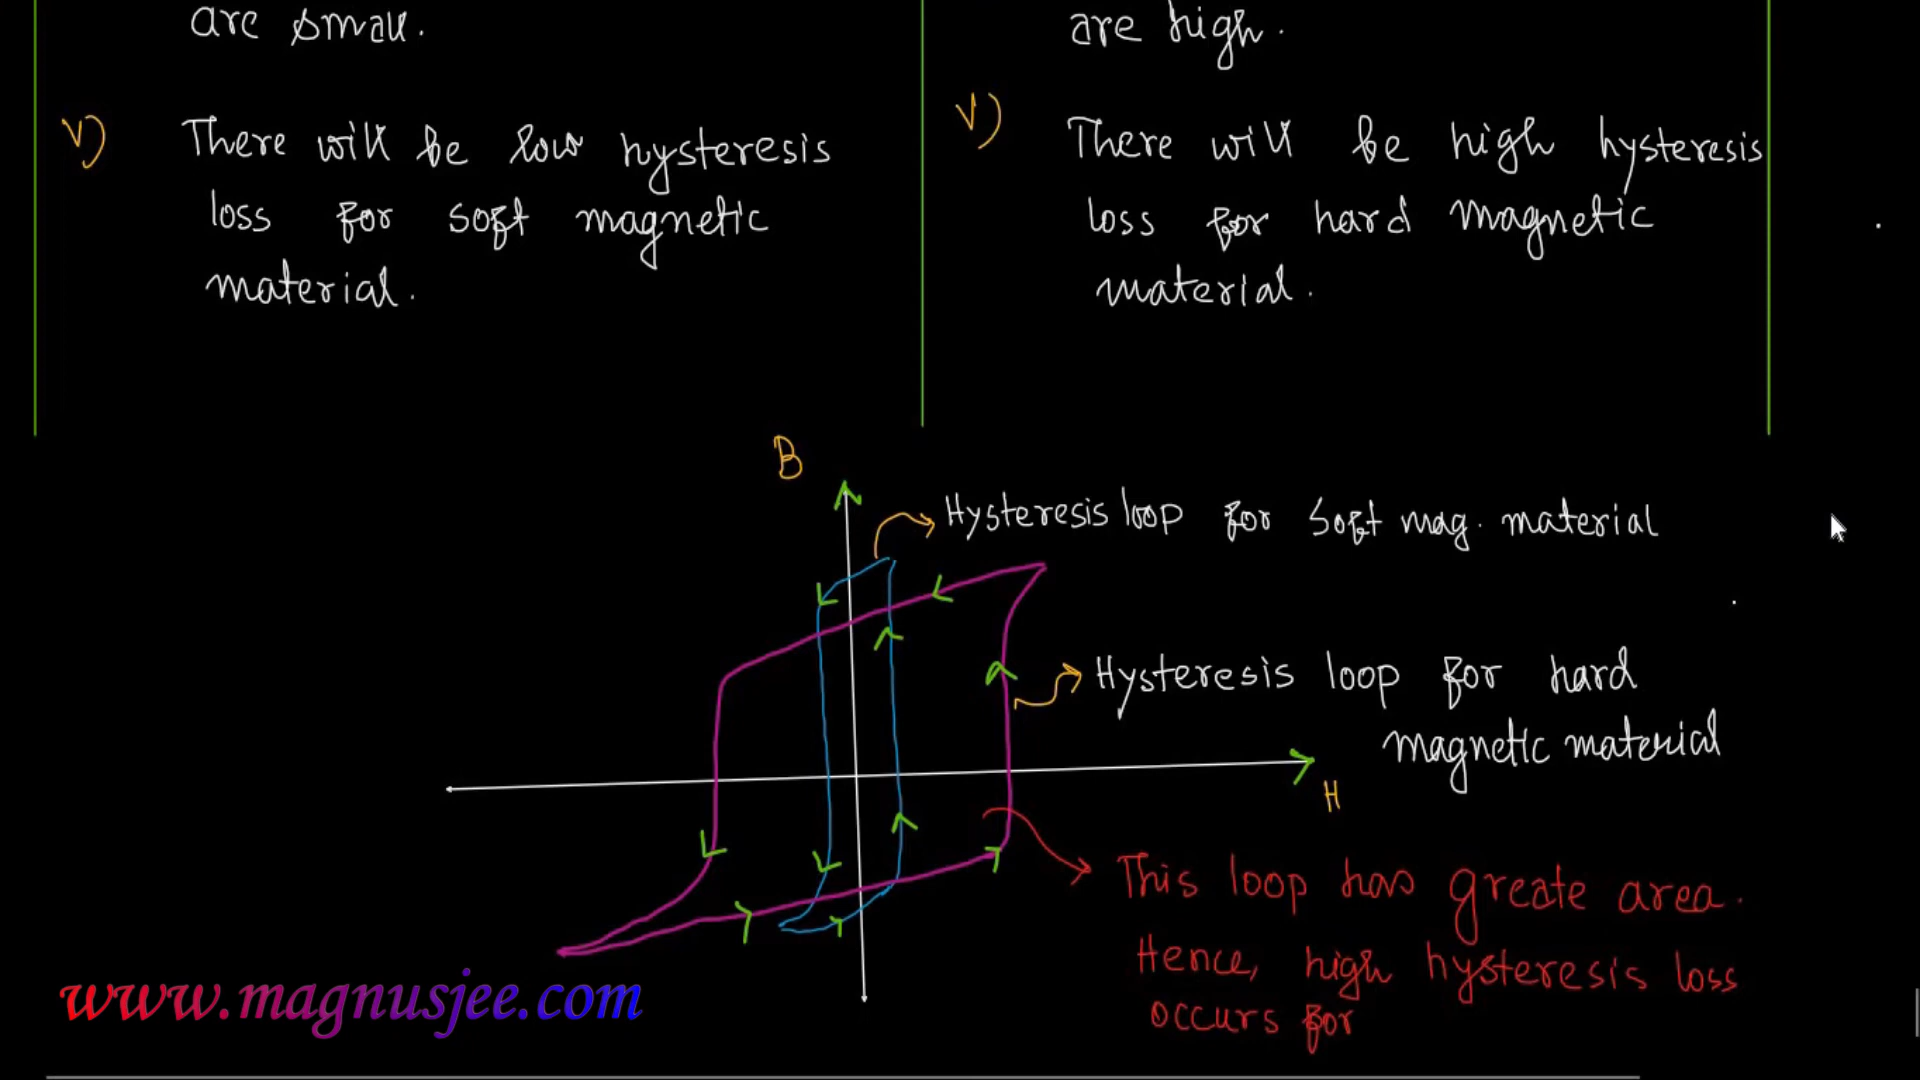 are small.
are high.
V) There will be low hysteresis
loss for soft magnetic
material.
V) There will be high hysteresis
loss for hard magnetic
material.
B
Hysteresis loop for soft mag. material
Hysteresis loop for hard
magnetic material
H
This loop has greate area.
Hence, high hysteresis loss
occurs for
www.magnusjee.com